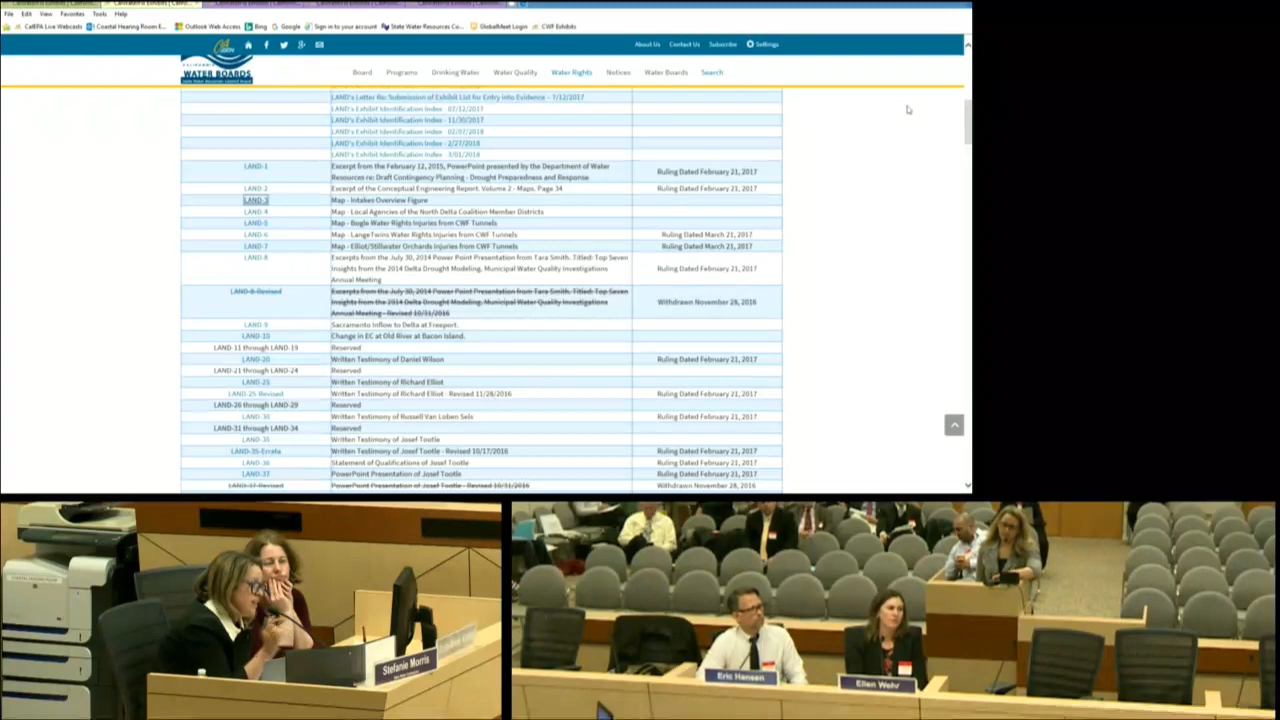 File Edit View Favorites Tools Help
CalEPA Live Webcasts Coastal Hearing Room E... Outlook Web Access Bing Google Sign in to your account State Water Resources Co... GlobalMeet Login CWF Exhibits
About Us Contact Us Subscribe Settings
CALIFORNIA
WATER BOARDS
Board Programs Drinking Water Water Quality Water Rights Notices Water Boards Search
LAND's Letter Re: Submission of Exhibit List for Entry into Evidence - 7/12/2017
LAND's Exhibit Identification Index - 07/12/2017
LAND's Exhibit Identification Index - 11/30/2017
LAND's Exhibit Identification Index - 02/07/2018
LAND's Exhibit Identification Index - 2/27/2018
LAND's Exhibit Identification Index - 3/01/2018
LAND-1 Excerpt from the February 12, 2015, PowerPoint presented by the Department of Water
Resources re: Draft Contingency Planning - Drought Preparedness and Response Ruling Dated February 21, 2017
LAND-2 Excerpt of the Conceptual Engineering Report. Volume 2 - Maps. Page 34 Ruling Dated February 21, 2017
LAND-3 Map - Intakes Overview Figure
LAND-4 Map - Local Agencies of the North Delta Coalition Member Districts
LAND-5 Map - Bogle Water Rights Injuries from CWF Tunnels
LAND-6 Map - LangeTwins Water Rights Injuries from CWF Tunnels Ruling Dated March 21, 2017
LAND-7 Map - Elliot/Stillwater Orchards Injuries from CWF Tunnels Ruling Dated March 21, 2017
LAND-8 Excerpts from the July 30, 2014 Power Point Presentation from Tara Smith. Titled: Top Seven
Insights from the 2014 Delta Drought Modeling, Municipal Water Quality Investigations Ruling Dated February 21, 2017
Annual Meeting
LAND-8-Revised Excerpts from the July 30, 2014 Power Point Presentation from Tara Smith. Titled: Top Seven
Insights from the 2014 Delta Drought Modeling, Municipal Water Quality Investigations Withdrawn November 28, 2016
Annual Meeting - Revised 10/31/2016
LAND-9 Sacramento Inflow to Delta at Freeport.
LAND-10 Change in EC at Old River at Bacon Island.
LAND-11 through LAND-19 Reserved
LAND-20 Written Testimony of Daniel Wilson Ruling Dated February 21, 2017
LAND-21 through LAND-24 Reserved
LAND-25 Written Testimony of Richard Elliot
LAND-25-Revised Written Testimony of Richard Elliot - Revised 11/28/2016 Ruling Dated February 21, 2017
LAND-26 through LAND-29 Reserved
LAND-30 Written Testimony of Russell Van Loben Sels Ruling Dated February 21, 2017
LAND-31 through LAND-34 Reserved
LAND-35 Written Testimony of Josef Tootle
LAND-35-Errata Written Testimony of Josef Tootle - Revised 10/17/2016 Ruling Dated February 21, 2017
LAND-36 Statement of Qualifications of Josef Tootle Ruling Dated February 21, 2017
LAND-37 PowerPoint Presentation of Josef Tootle Ruling Dated February 21, 2017
LAND-37-Revised PowerPoint Presentation of Josef Tootle - Revised 10/31/2016 Withdrawn November 28, 2016
Stefanie Morris
Eric Hansen
Ellen Wehr